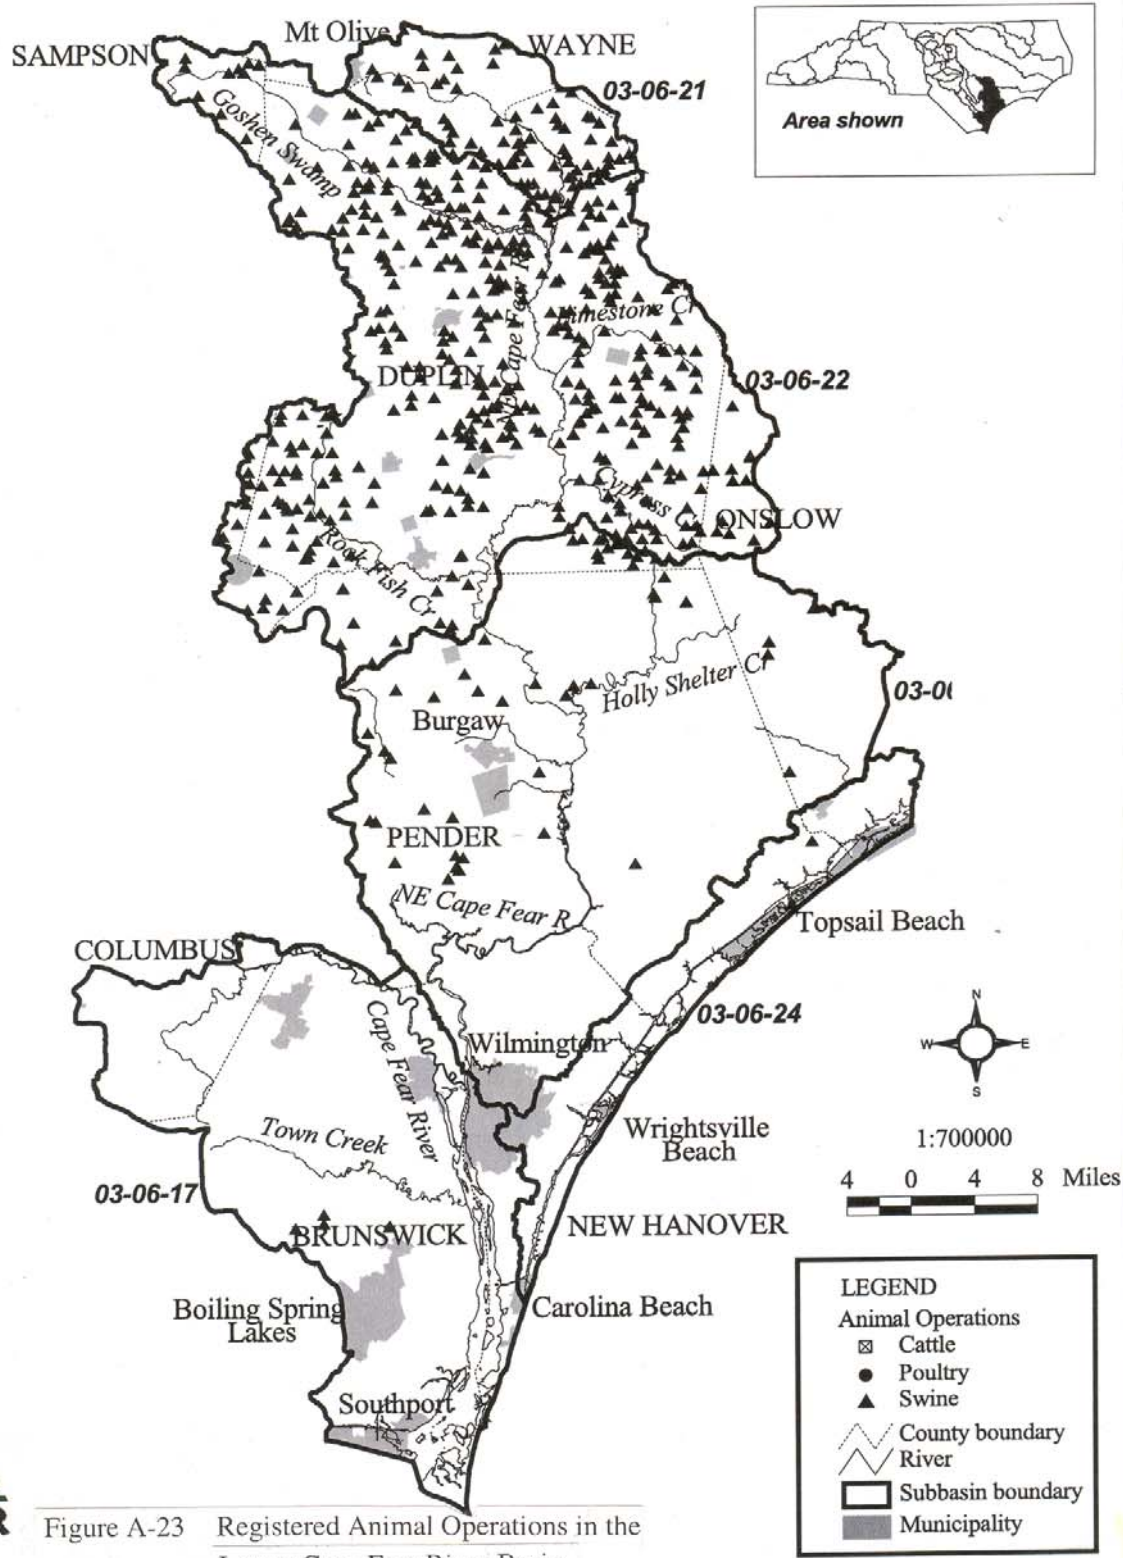 SAMPSON
Mt Olive
WAYNE
03-06-21
Area shown
Goshen Swamp
NE Cape Fear R
Limestone Cr
DUPLIN
03-06-22
Cypress Cr
ONSLOW
Rock Fish Cr
Holly Shelter Cr
Burgaw
PENDER
NE Cape Fear R
Topsail Beach
COLUMBUS
Cape Fear River
03-06-24
N
W E
S
Wilmington
Town Creek
Wrightsville
Beach
1:700000
4 0 4 8 Miles
03-06-17
BRUNSWICK
NEW HANOVER
Boiling Spring
Lakes
Carolina Beach
Southport
LEGEND
Animal Operations
Cattle
Poultry
Swine
County boundary
River
Subbasin boundary
Municipality
Figure A-23 Registered Animal Operations in the